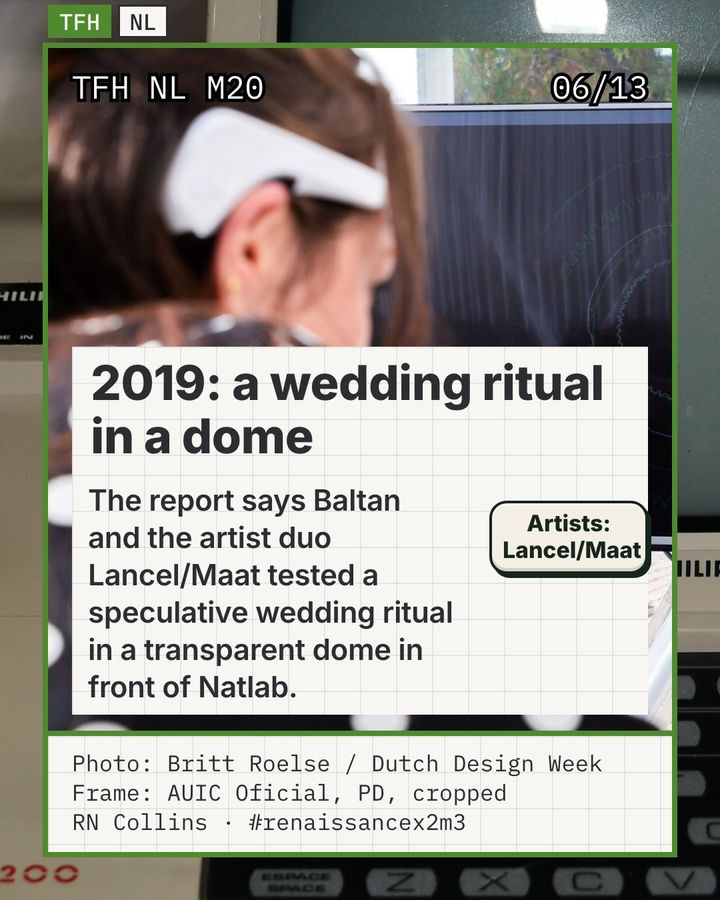 TFH NL
TFH NL M20
06/13
2019: a wedding ritual
in a dome
The report says Baltan
and the artist duo
Lancel/Maat tested a
speculative wedding ritual
in a transparent dome in
front of Natlab.
Artists:
Lancel/Maat
Photo: Britt Roelse / Dutch Design Week
Frame: AUIC Oficial, PD, cropped
RN Collins · #renaissancex2m3
200
ESPACE
SPACE
Z X C V